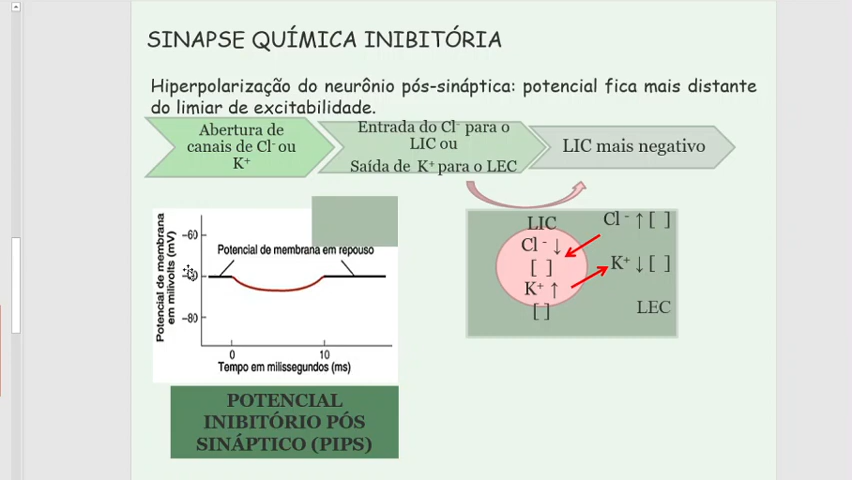 SINAPSE QUÍMICA INIBITÓRIA
Hiperpolarização do neurônio pós-sináptica: potencial fica mais distante
do limiar de excitabilidade.
Abertura de
canais de Cl⁻ ou
K⁺
Entrada do Cl⁻ para o
LIC ou
Saída de K⁺ para o LEC
LIC mais negativo
Potencial de membrana
em milivolts (mV)
–60
Potencial de membrana em repouso
–80
0
10
Tempo em milissegundos (ms)
POTENCIAL
INIBITÓRIO PÓS
SINÁPTICO (PIPS)
LIC
Cl⁻ ↓
[ ]
K⁺ ↑
[ ]
Cl⁻ ↑ [ ]
K⁺ ↓ [ ]
LEC